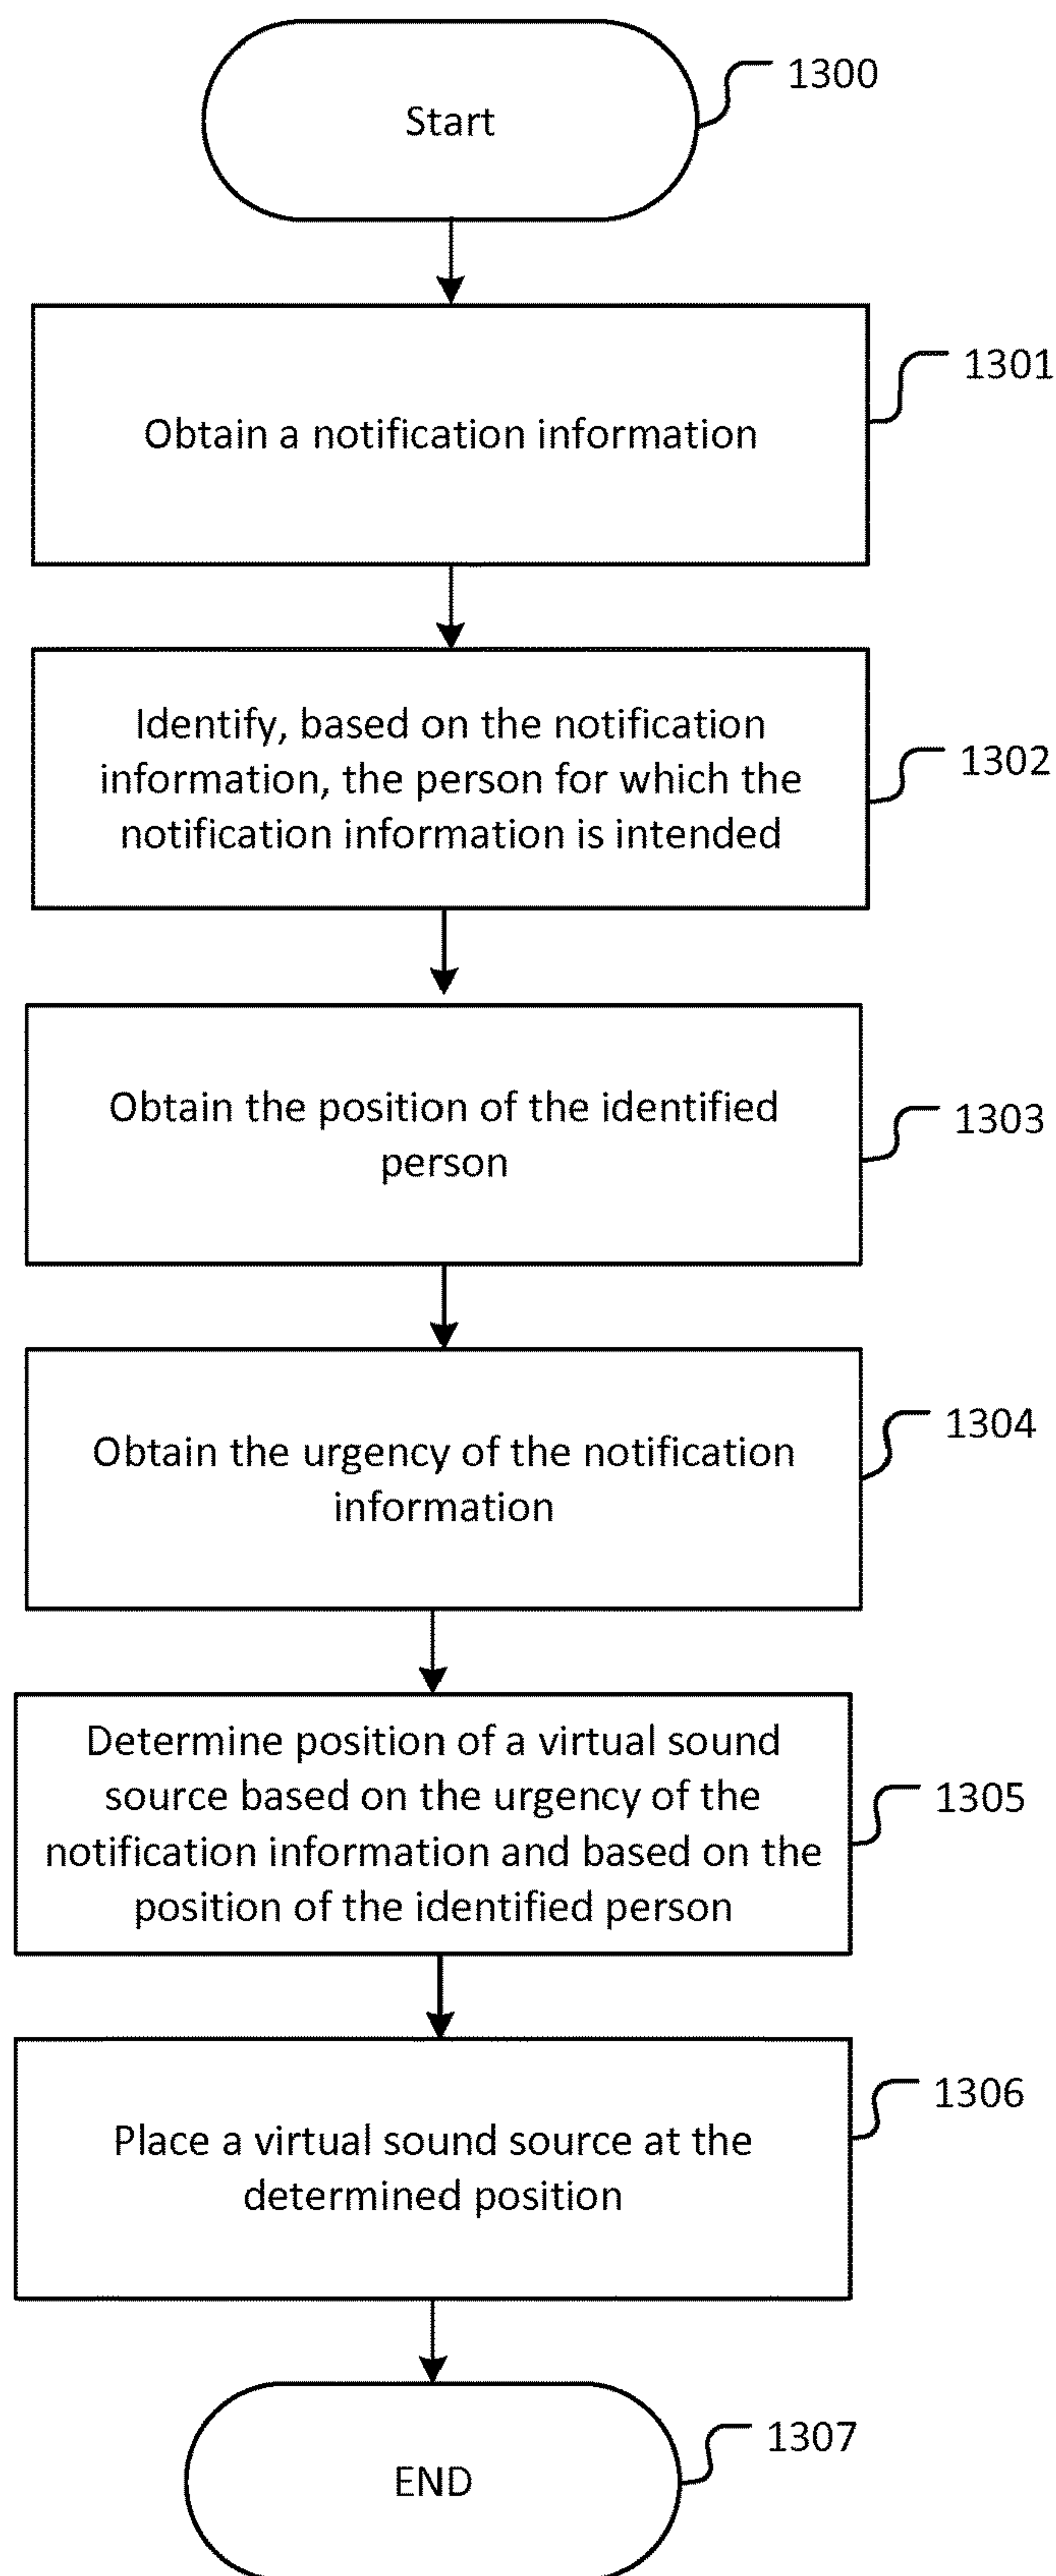 Start
1300
Obtain a notification information
1301
Identify, based on the notification
information, the person for which the
notification information is intended
1302
Obtain the position of the identified
person
1303
Obtain the urgency of the notification
information
1304
Determine position of a virtual sound
source based on the urgency of the
notification information and based on the
position of the identified person
1305
Place a virtual sound source at the
determined position
1306
END
1307